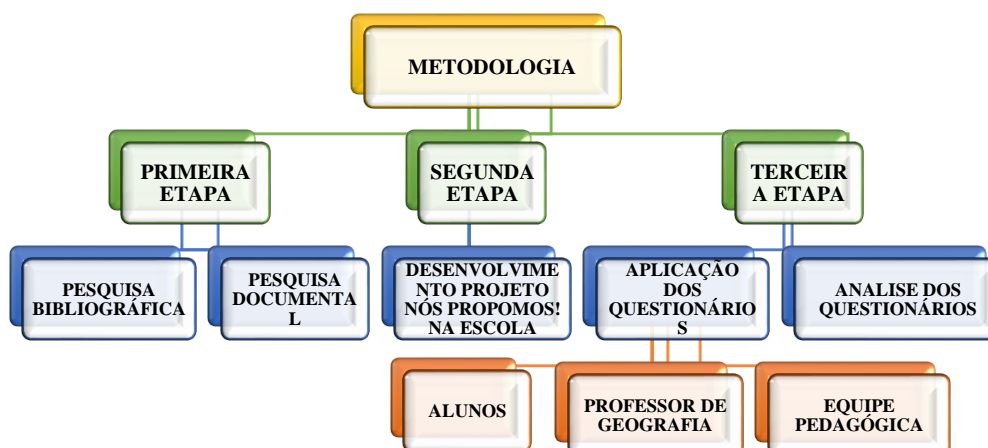 METODOLOGIA
PRIMEIRA
ETAPA
SEGUNDA
ETAPA
TERCEIR
A ETAPA
PESQUISA
BIBLIOGRÁFICA
PESQUISA
DOCUMENTA
L
DESENVOLVIME
NTO PROJETO
NÓS PROPOMOS!
NA ESCOLA
APLICAÇÃO
DOS
QUESTIONÁRIO
S
ANALISE DOS
QUESTIONÁRIOS
ALUNOS
PROFESSOR DE
GEOGRAFIA
EQUIPE
PEDAGÓGICA